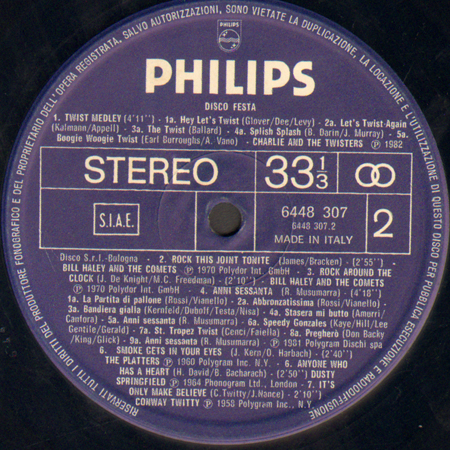 SONO VIETATE LA DUPLICAZIONE, LA LOCAZIONE E L'UTILIZZAZIONE DI QUESTO DISCO PER PUBBLICA ESECUZIONE E RADIODIFFUSIONE
RISERVATI TUTTI I DIRITTI DEL PRODUTTORE FONOGRAFICO E DEL PROPRIETARIO DELL'OPERA REGISTRATA. SALVO AUTORIZZAZIONI,
PHILIPS
PHILIPS
PHILIPS
DISCO FESTA
1. TWIST MEDLEY (4'11") - 1a. Hey Let's Twist (Glover/Dee/Levy) - 2a. Let's Twist Again
(Kalmann/Appell) - 3a. The Twist (Ballard) - 4a. Splish Splash (B. Darin/J. Murray) - 5a.
Boogie Woogie Twist (Earl Burroughs/A. Vano) - CHARLIE AND THE TWISTERS ℗ 1982
STEREO
33 1/3
S.I.A.E.
6448 307
6448 307.2
MADE IN ITALY
2
Disco S.r.l.-Bologna - 2. ROCK THIS JOINT TONITE (James/Bracken) - (2'55") -
BILL HALEY AND THE COMETS ℗ 1970 Polydor Int. GmbH - 3. ROCK AROUND THE
CLOCK (J. De Knight/M.C. Freedman) - (2'10") - BILL HALEY AND THE COMETS
℗ 1970 Polydor Int. GmbH - 4. ANNI SESSANTA (R. Musumarra) - (4'18") -
1a. La Partita di pallone (Rossi/Vianello) - 2a. Abbronzatissima (Rossi/Vianello) -
3a. Bandiera gialla (Kernfeld/Dubolf/Testa/Nisa) - 4a. Stasera mi butto (Amerri/
Canfora) - 5a. Anni sessanta (R. Musumarra) - 6a. Speedy Gonzales (Kaye/Hill/Lee
Gentile/Gerald) - 7a. St. Tropez Twist (Cenci/Faiella) - 8a. Pregherò (Don Backy
/King/Glick) - 9a. Anni sessanta (R. Musumarra) ℗ 1981 Polygram Dischi spa
5. SMOKE GETS IN YOUR EYES (J. Kern/O. Harbach) - (2'40") -
THE PLATTERS ℗ 1960 Polygram Inc. N.Y. - 6. ANYONE WHO
HAS A HEART (H. David/B. Bacharach) - (2'50") DUSTY
SPRINGFIELD ℗ 1964 Phonogram Ltd., London - 7. IT'S
ONLY MAKE BELIEVE (C.Twitty/J.Nance) - (2'10") -
CONWAY TWITTY ℗ 1958 Polygram Inc., N.Y.